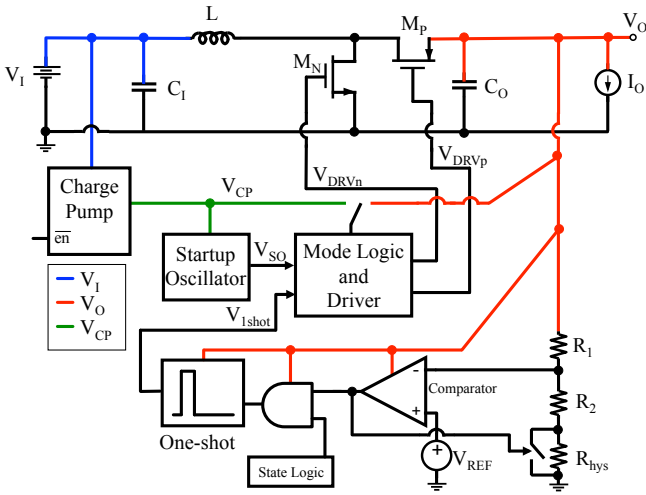 L
M_P
V_O
M_N
V_I
C_I
C_O
I_O
V_DRVp
V_DRVn
Charge
Pump
e̅n̅
V_CP
Startup
Oscillator
V_SO
Mode Logic
and
Driver
V_I
V_O
V_CP
V_1shot
R_1
-
Comparator
+
R_2
One-shot
State Logic
+
V_REF
R_hys